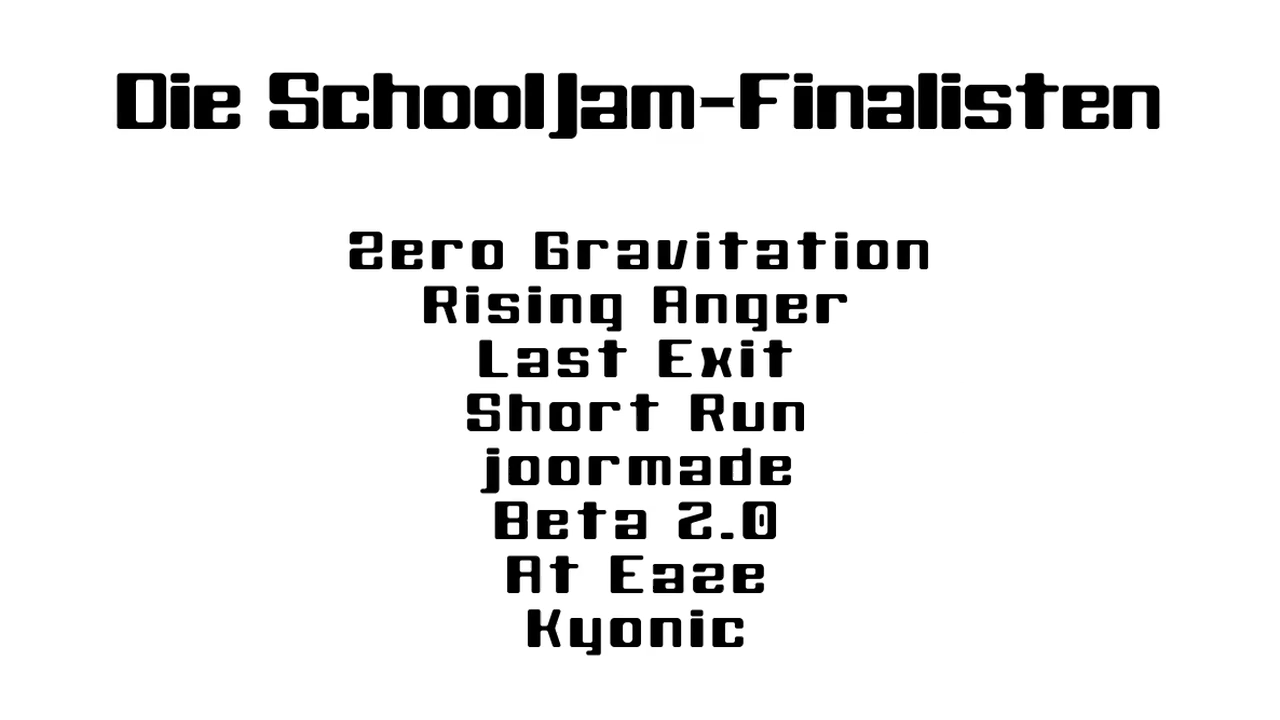 Die SchoolJam-Finalisten
Zero Gravitation
Rising Anger
Last Exit
Short Run
joormade
Beta 2.0
At Eaze
Kyonic